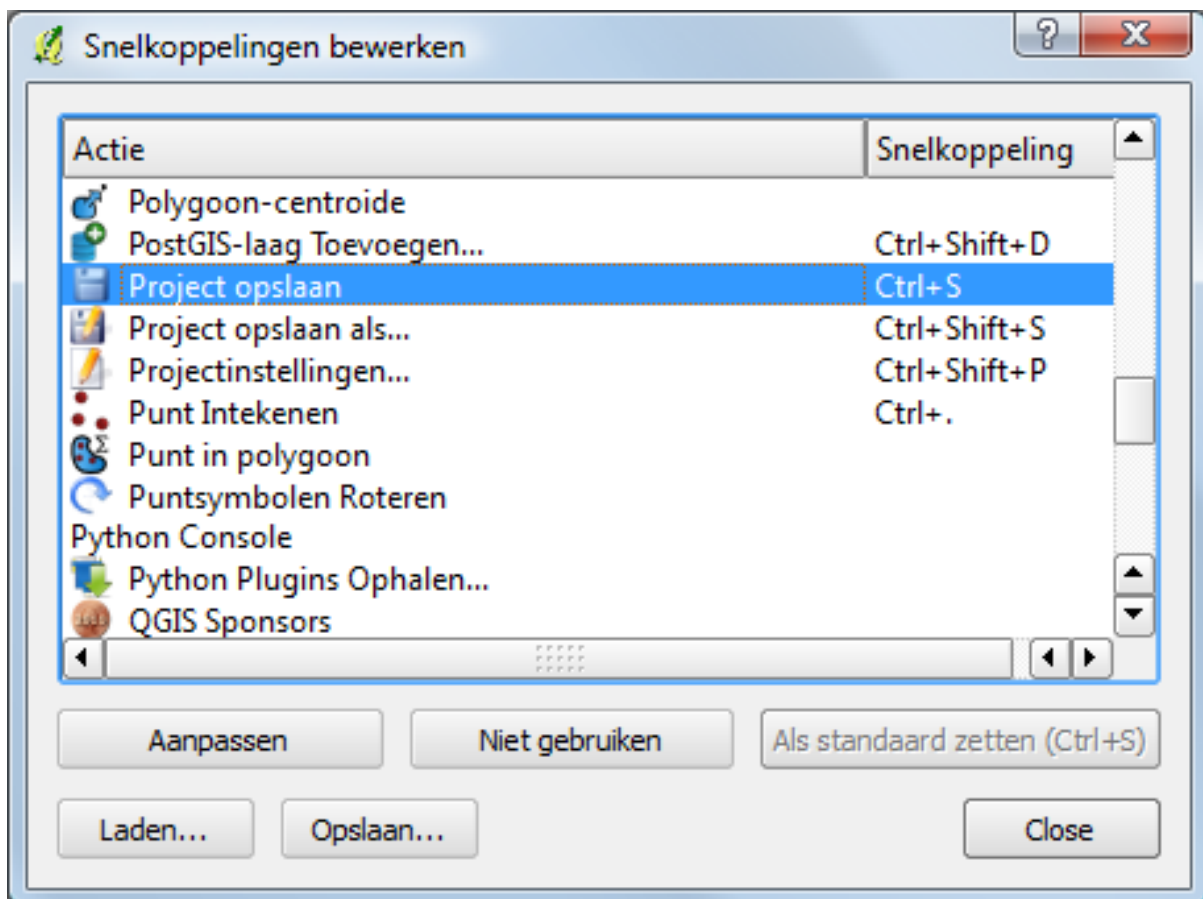 Snelkoppelingen bewerken
Actie Snelkoppeling
Polygoon-centroide
PostGIS-laag Toevoegen... Ctrl+Shift+D
Project opslaan Ctrl+S
Project opslaan als... Ctrl+Shift+S
Projectinstellingen... Ctrl+Shift+P
Punt Intekenen Ctrl+.
Punt in polygoon
Puntsymbolen Roteren
Python Console
Python Plugins Ophalen...
QGIS Sponsors
Aanpassen Niet gebruiken Als standaard zetten (Ctrl+S)
Laden... Opslaan... Close